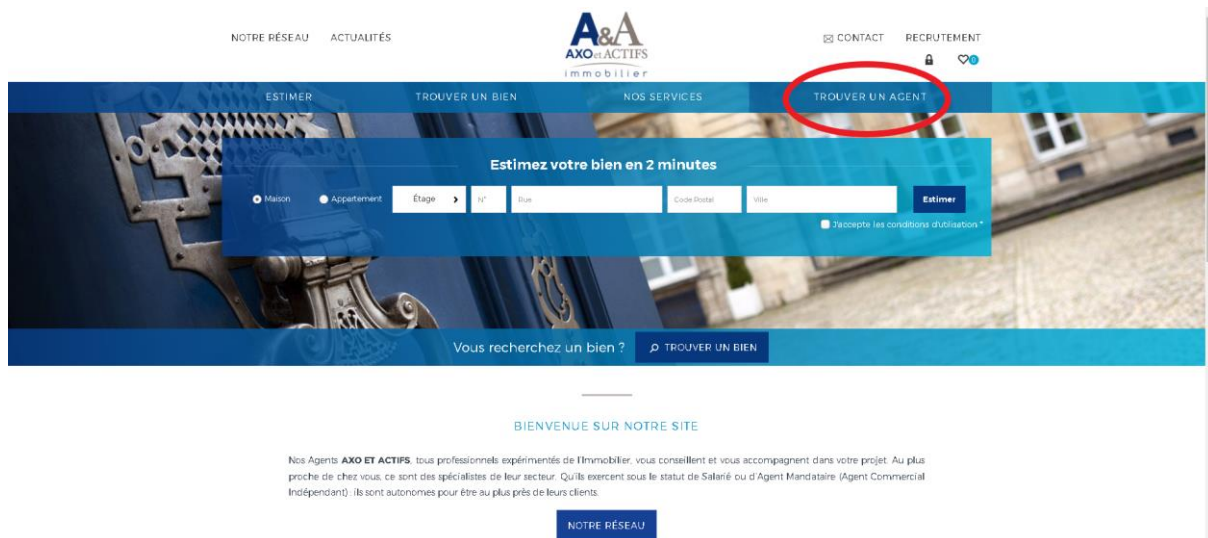 NOTRE RÉSEAU ACTUALITÉS
A&A
AXO et ACTIFS
immobilier
CONTACT RECRUTEMENT
0
ESTIMER TROUVER UN BIEN NOS SERVICES TROUVER UN AGENT
Estimez votre bien en 2 minutes
Maison Appartement Étage N° Rue Code Postal Ville Estimer
J'accepte les conditions d'utilisation *
Vous recherchez un bien ? TROUVER UN BIEN
BIENVENUE SUR NOTRE SITE
Nos Agents AXO ET ACTIFS, tous professionnels expérimentés de l'Immobilier, vous conseillent et vous accompagnent dans votre projet. Au plus
proche de chez vous, ce sont des spécialistes de leur secteur. Qu'ils exercent sous le statut de Salarié ou d'Agent Mandataire (Agent Commercial
Indépendant) ; ils sont autonomes pour être au plus près de leurs clients.
NOTRE RÉSEAU